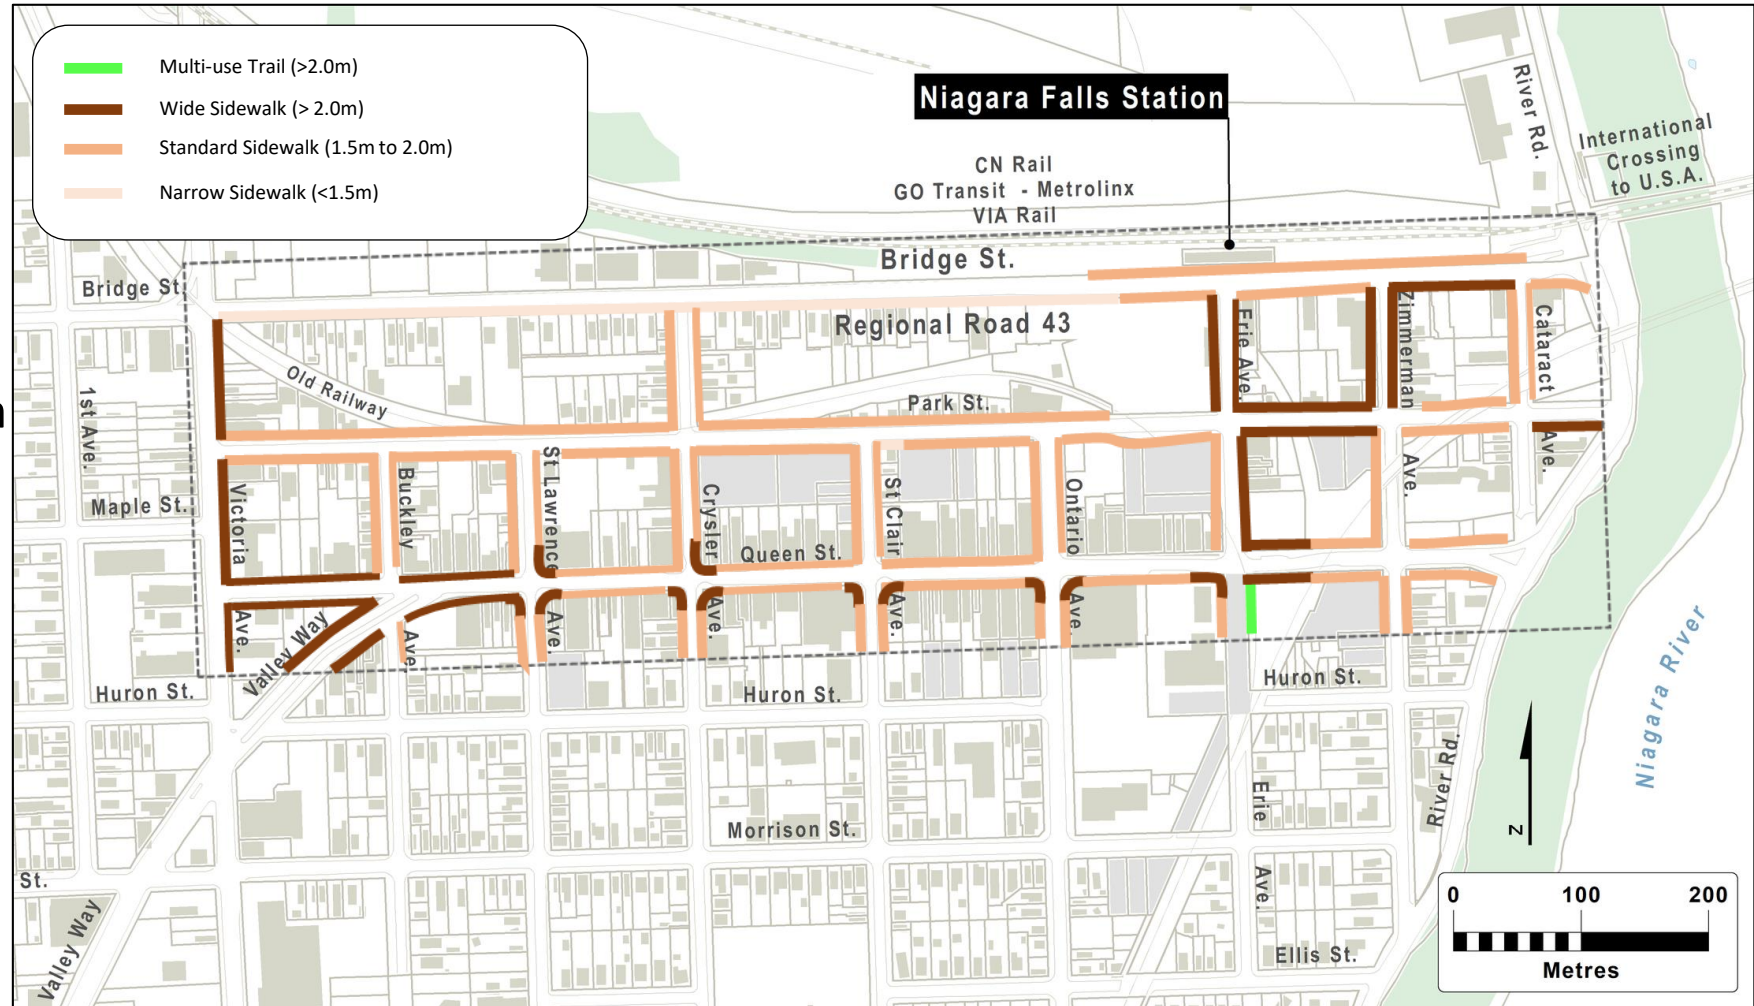 Multi-use Trail (>2.0m)
Wide Sidewalk (> 2.0m)
Standard Sidewalk (1.5m to 2.0m)
Narrow Sidewalk (<1.5m)
Niagara Falls Station
CN Rail
GO Transit - Metrolinx
VIA Rail
River Rd.
International
Crossing
to U.S.A.
Bridge St.
Bridge St.
Regional Road 43
Old Railway
Park St.
1st Ave.
Erie Ave.
Zimmerman
Cataract
Maple St.
Victoria
Buckley
St Lawrence
Crysler
St Clair
Ontario
Ave.
Ave.
Queen St.
Ave.
Valley Way
Ave.
Ave.
Ave.
Ave.
Ave.
Huron St.
Huron St.
Huron St.
Niagara River
River Rd.
Erie
Morrison St.
Z
St.
Ave.
Valley Way
Ellis St.
0 100 200
Metres